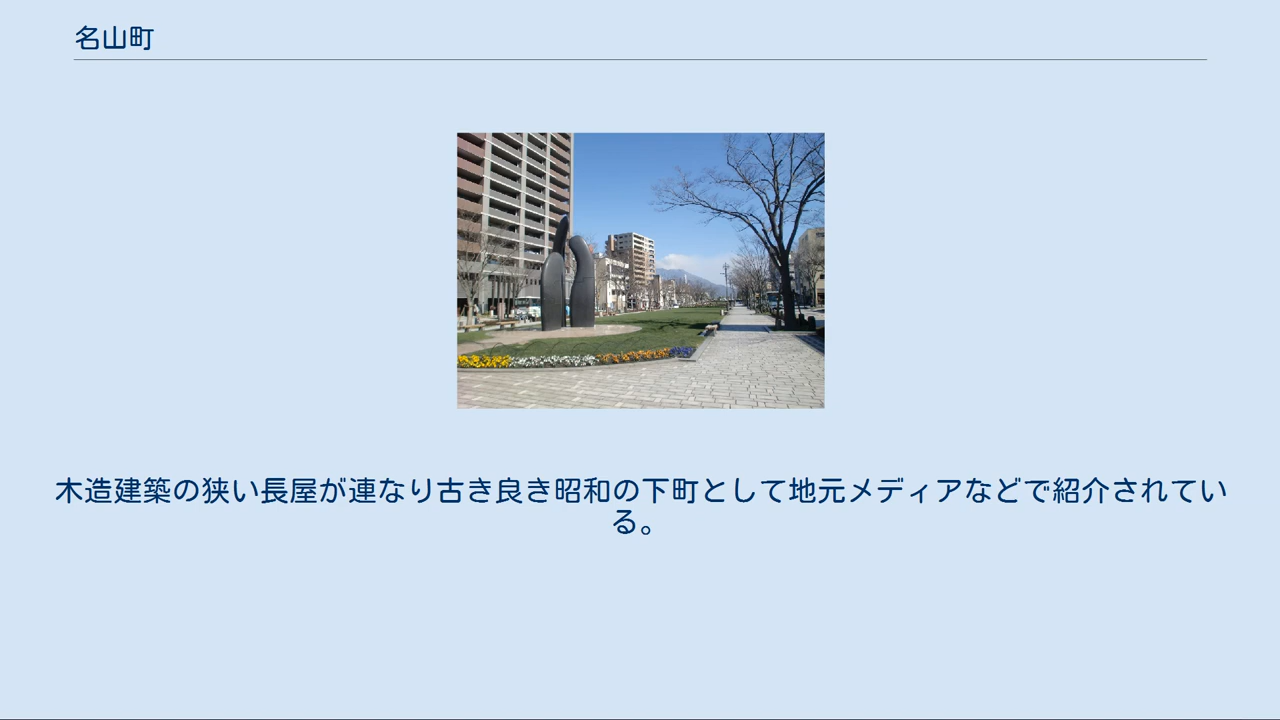 名山町
木造建築の狭い長屋が連なり古き良き昭和の下町として地元メディアなどで紹介されてい
る。